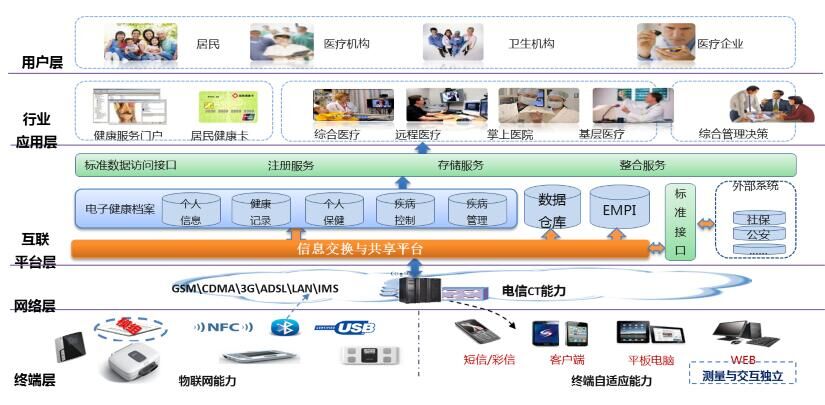 用户层
居民
医疗机构
卫生机构
医疗企业
行业
应用层
健康服务门户
居民健康卡
综合医疗
远程医疗
掌上医院
基层医疗
综合管理决策
标准数据访问接口
注册服务
存储服务
整合服务
互联
平台层
电子健康档案
个人
信息
健康
记录
个人
保健
疾病
控制
疾病
管理
数据
仓库
EMPI
标
准
接
口
外部系统
社保
公安
……
信息交换与共享平台
网络层
GSM\CDMA\3G\ADSL\LAN\IMS
电信CT能力
终端层
模组
NFC
USB
物联网能力
短信/彩信
客户端
平板电脑
WEB
终端自适应能力
测量与交互独立